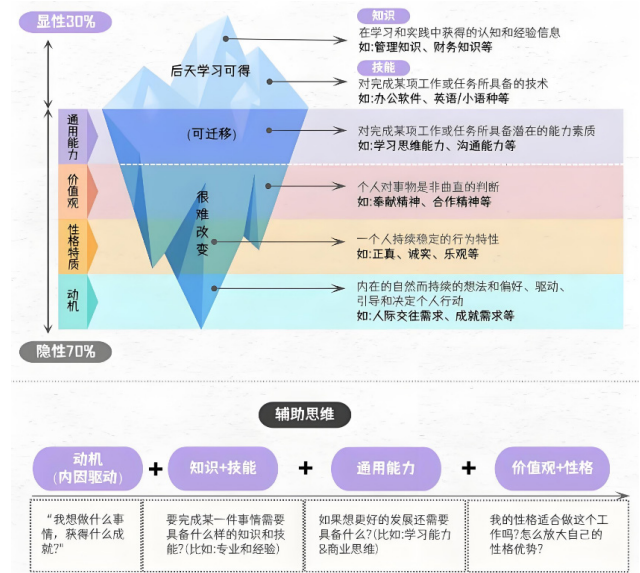 显性30%
知识
在学习和实践中获得的认知和经验信息
如:管理知识、财务知识等
后天学习可得
技能
对完成某项工作或任务所具备的技术
如:办公软件、英语/小语种等
通用能力
(可迁移)
对完成某项工作或任务所具备潜在的能力素质
如:学习思维能力、沟通能力等
价值观
个人对事物是非曲直的判断
如:奉献精神、合作精神等
很难改变
性格特质
一个人持续稳定的行为特性
如:正真、诚实、乐观等
动机
内在的自然而持续的想法和偏好、驱动、
引导和决定个人行动
如:人际交往需求、成就需求等
隐性70%
辅助思维
动机
(内因驱动)
+
知识+技能
+
通用能力
+
价值观+性格
“我想做什么事
情，获得什么成
就?"
要完成某一件事情需要
具备什么样的知识和技
能?(比如:专业和经验)
如果想更好的发展还需要
具备什么?(比如:学习能力
&商业思维)
我的性格适合做这个工
作吗?怎么放大自己的
性格优势?